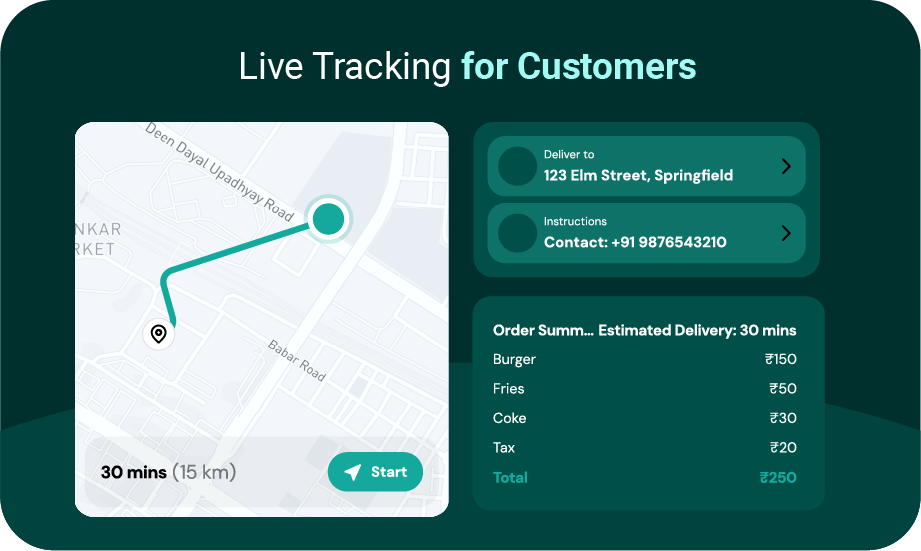 Live Tracking for Customers
Deen Dayal Upadhyay Road
NKAR
RKET
Babar Road
30 mins (15 km)
Start
Deliver to
123 Elm Street, Springfield
Instructions
Contact: +91 9876543210
Order Summ... Estimated Delivery: 30 mins
Burger ₹150
Fries ₹50
Coke ₹30
Tax ₹20
Total ₹250